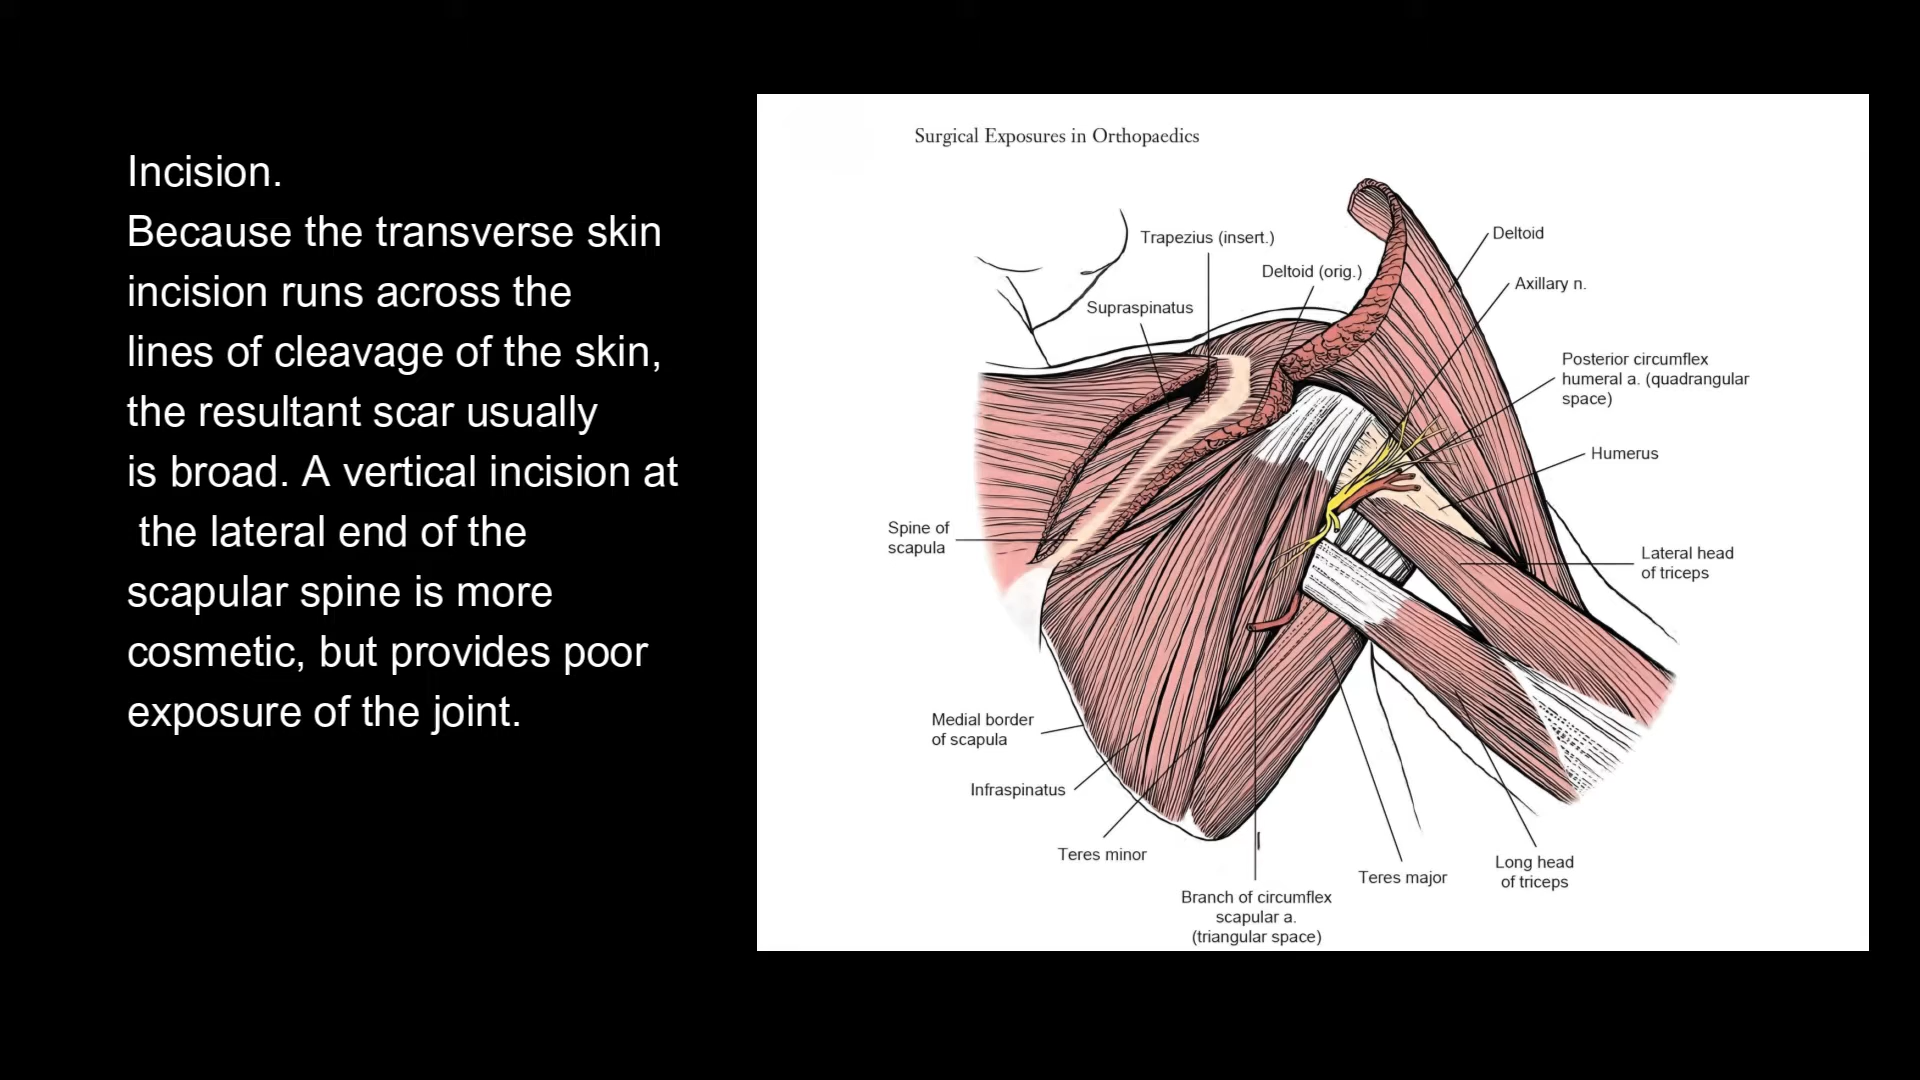 Incision.
Because the transverse skin
incision runs across the
lines of cleavage of the skin,
the resultant scar usually
is broad. A vertical incision at
the lateral end of the
scapular spine is more
cosmetic, but provides poor
exposure of the joint.
Surgical Exposures in Orthopaedics
Trapezius (insert.)
Deltoid (orig.)
Supraspinatus
Deltoid
Axillary n.
Posterior circumflex
humeral a. (quadrangular
space)
Humerus
Spine of
scapula
Lateral head
of triceps
Medial border
of scapula
Infraspinatus
Teres minor
Branch of circumflex
scapular a.
(triangular space)
Teres major
Long head
of triceps